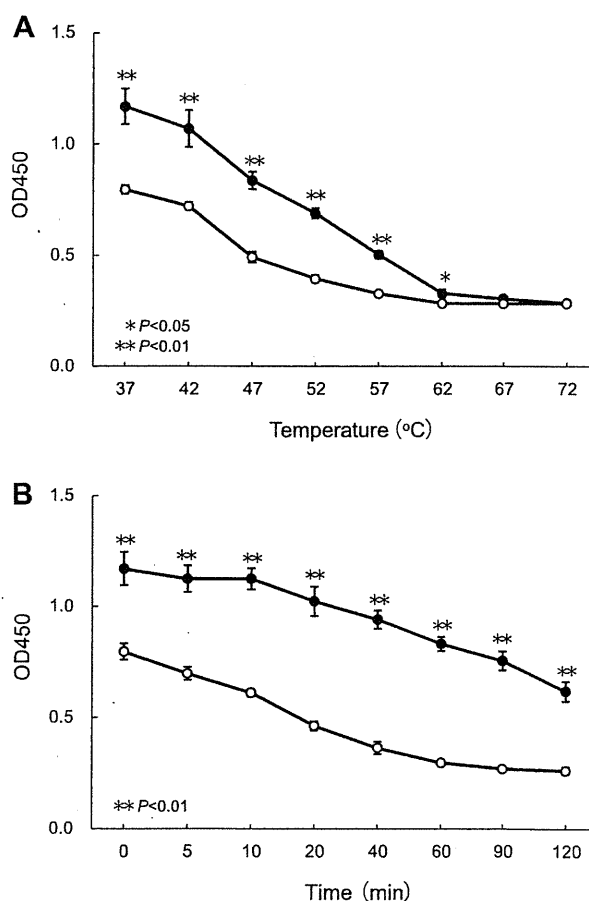 A
1.5
** ** ** ** ** *
1.0
OD450
0.5
* P<0.05
** P<0.01
0.0
37 42 47 52 57 62 67 72
Temperature (°C)
B
1.5
** ** ** ** ** ** ** **
1.0
OD450
0.5
** P<0.01
0.0
0 5 10 20 40 60 90 120
Time (min)